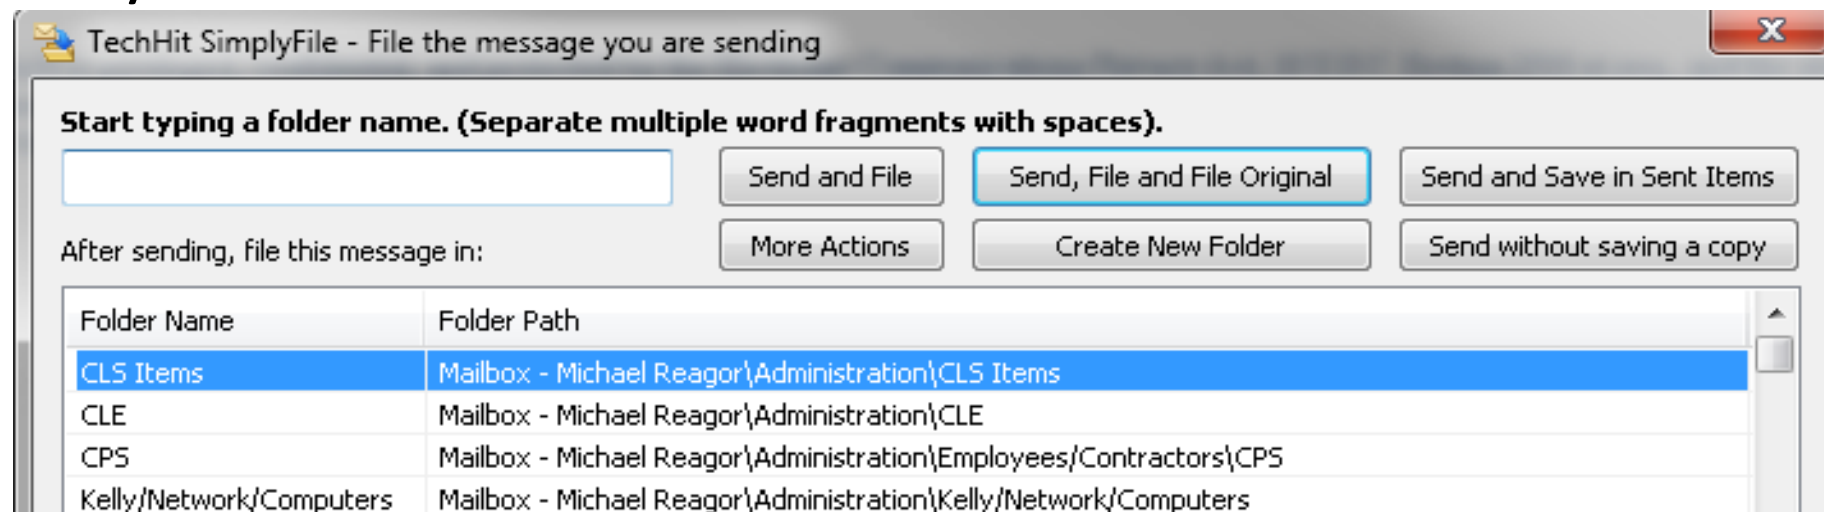 TechHit SimplyFile - File the message you are sending
Start typing a folder name. (Separate multiple word fragments with spaces).
Send and File
Send, File and File Original
Send and Save in Sent Items
After sending, file this message in:
More Actions
Create New Folder
Send without saving a copy
Folder Name Folder Path
CLS Items Mailbox - Michael Reagor\Administration\CLS Items
CLE Mailbox - Michael Reagor\Administration\CLE
CPS Mailbox - Michael Reagor\Administration\Employees/Contractors\CPS
Kelly/Network/Computers Mailbox - Michael Reagor\Administration\Kelly/Network/Computers